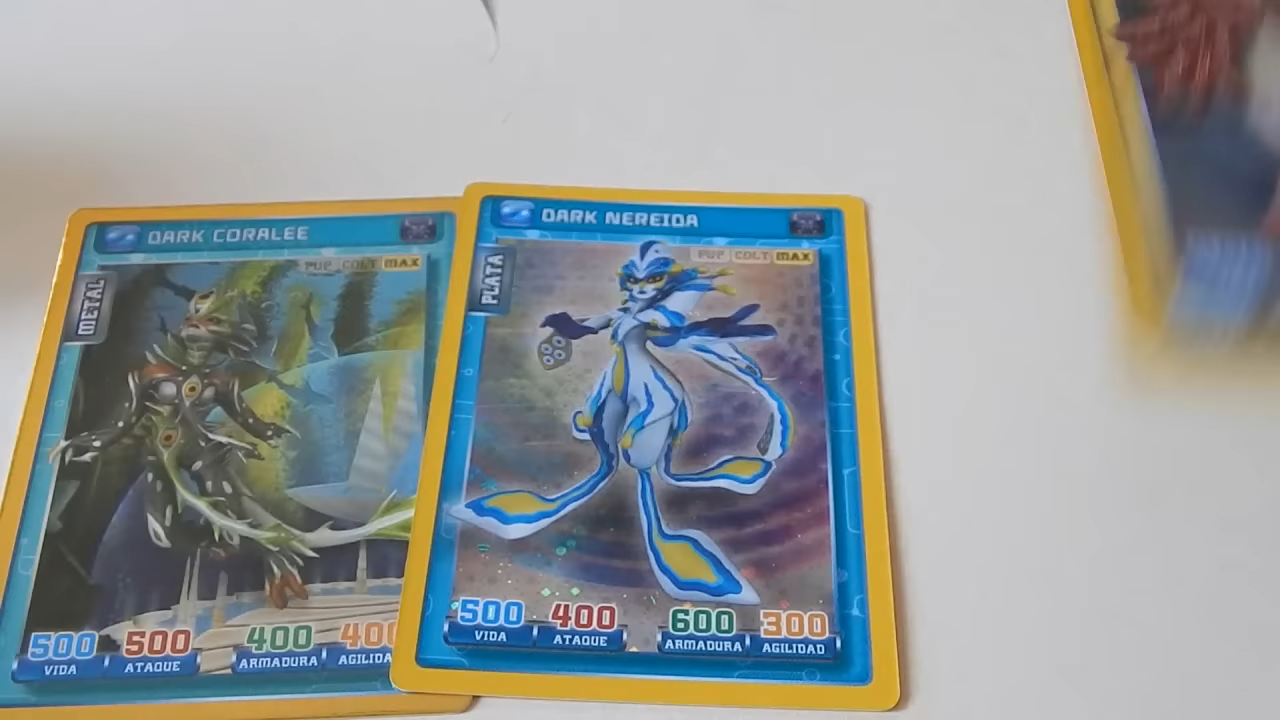 DARK CORALEE
PUP COLT MAX
METAL
500 500 400 400
VIDA ATAQUE ARMADURA
DARK NEREIDA
PUP COLT MAX
PLATA
500 400 600 300
VIDA ATAQUE ARMADURA AGILIDAD